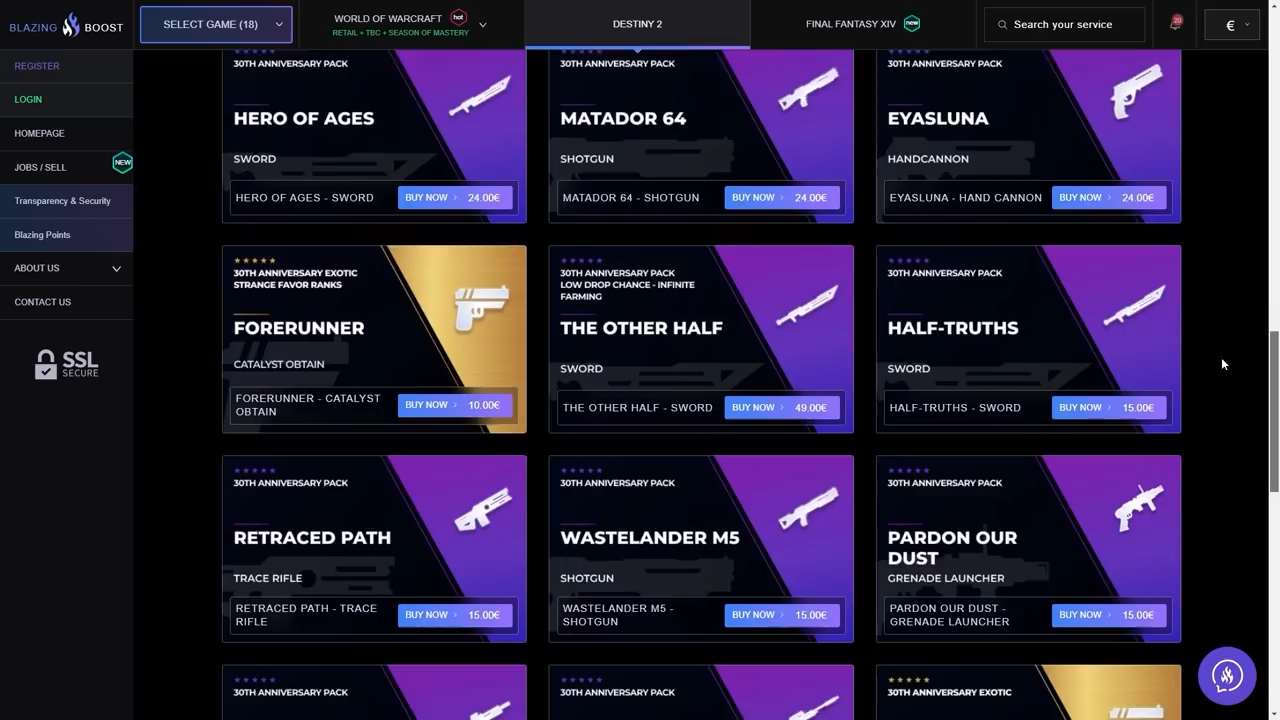 BLAZING BOOST
SELECT GAME (18)
WORLD OF WARCRAFT
hot
RETAIL + TBC + SEASON OF MASTERY
DESTINY 2
FINAL FANTASY XIV
new
Search your service
20
€
REGISTER
LOGIN
HOMEPAGE
JOBS / SELL
NEW
Transparency & Security
Blazing Points
ABOUT US
CONTACT US
SSL
SECURE
30TH ANNIVERSARY PACK
HERO OF AGES
SWORD
HERO OF AGES - SWORD
BUY NOW
24.00€
30TH ANNIVERSARY PACK
MATADOR 64
SHOTGUN
MATADOR 64 - SHOTGUN
BUY NOW
24.00€
30TH ANNIVERSARY PACK
EYASLUNA
HANDCANNON
EYASLUNA - HAND CANNON
BUY NOW
24.00€
30TH ANNIVERSARY EXOTIC
STRANGE FAVOR RANKS
FORERUNNER
CATALYST OBTAIN
FORERUNNER - CATALYST
OBTAIN
BUY NOW
10.00€
30TH ANNIVERSARY PACK
LOW DROP CHANCE - INFINITE
FARMING
THE OTHER HALF
SWORD
THE OTHER HALF - SWORD
BUY NOW
49.00€
30TH ANNIVERSARY PACK
HALF-TRUTHS
SWORD
HALF-TRUTHS - SWORD
BUY NOW
15.00€
30TH ANNIVERSARY PACK
RETRACED PATH
TRACE RIFLE
RETRACED PATH - TRACE
RIFLE
BUY NOW
15.00€
30TH ANNIVERSARY PACK
WASTELANDER M5
SHOTGUN
WASTELANDER M5 -
SHOTGUN
BUY NOW
15.00€
30TH ANNIVERSARY PACK
PARDON OUR
DUST
GRENADE LAUNCHER
PARDON OUR DUST -
GRENADE LAUNCHER
BUY NOW
15.00€
30TH ANNIVERSARY PACK
30TH ANNIVERSARY PACK
30TH ANNIVERSARY EXOTIC